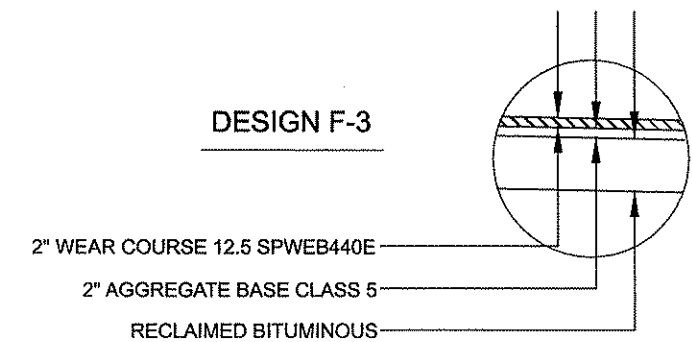 DESIGN F-3
2" WEAR COURSE 12.5 SPWEB440E
2" AGGREGATE BASE CLASS 5
RECLAIMED BITUMINOUS